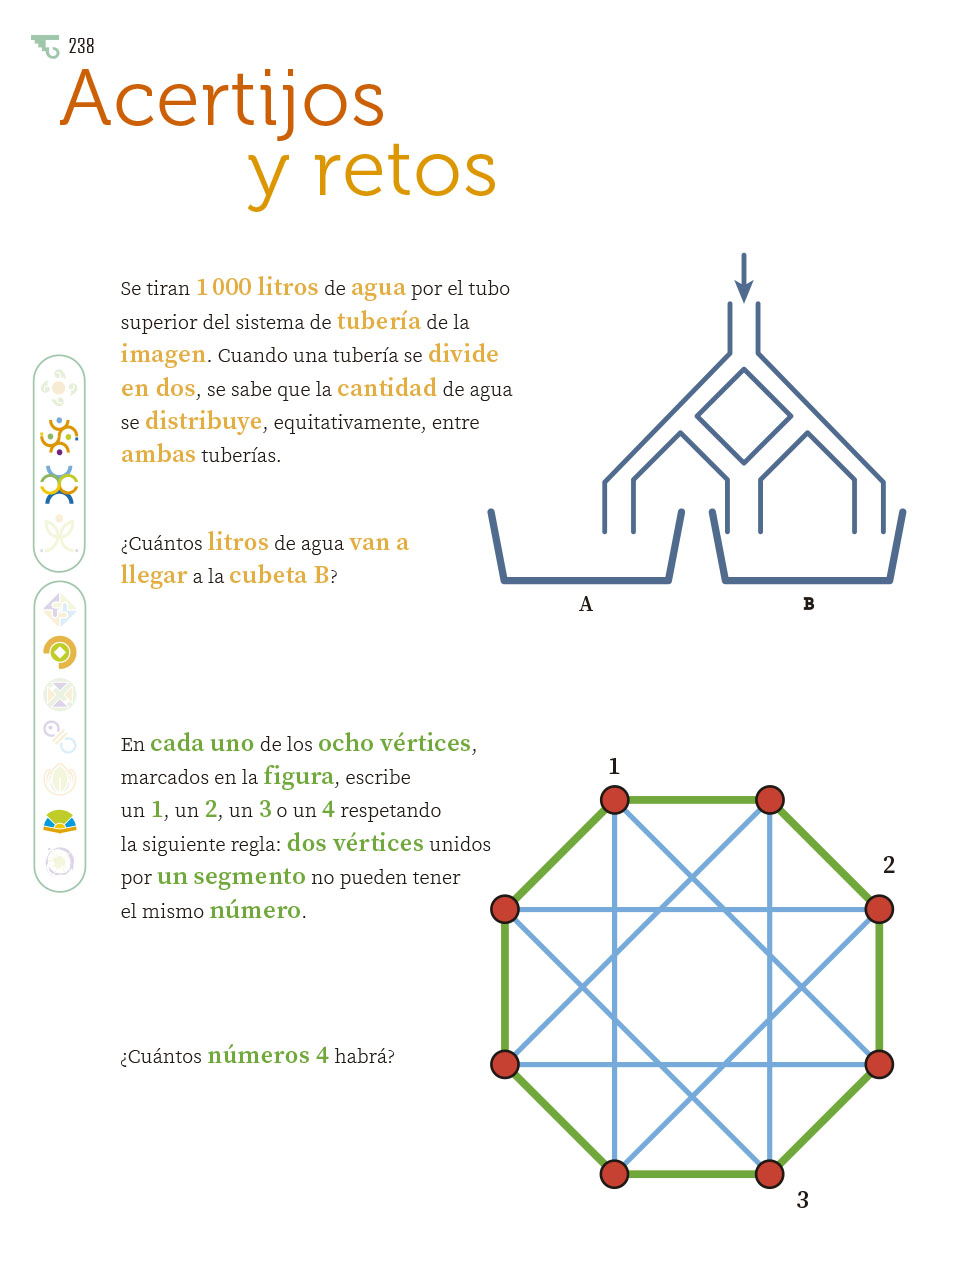 238
Acertijos
y retos
Se tiran 1 000 litros de agua por el tubo
superior del sistema de tubería de la
imagen. Cuando una tubería se divide
en dos, se sabe que la cantidad de agua
se distribuye, equitativamente, entre
ambas tuberías.
¿Cuántos litros de agua van a
llegar a la cubeta B?
A
B
En cada uno de los ocho vértices,
marcados en la figura, escribe
un 1, un 2, un 3 o un 4 respetando
la siguiente regla: dos vértices unidos
por un segmento no pueden tener
el mismo número.
¿Cuántos números 4 habrá?
1
2
3